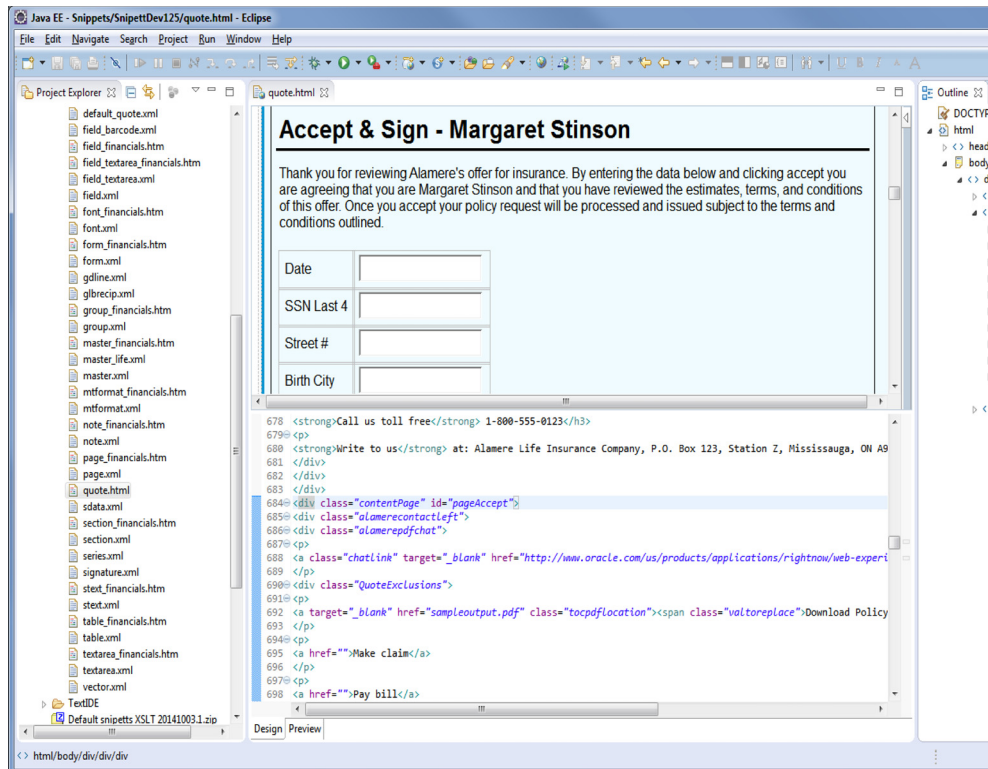 Java EE - Snippets/SnipettDev125/quote.html - Eclipse
File Edit Navigate Search Project Run Window Help
Project Explorer
default_quote.xml
field_barcode.xml
field_financials.htm
field_textarea_financials.htm
field_textarea.xml
field.xml
font_financials.htm
font.xml
form_financials.htm
form.xml
gdline.xml
glbrecip.xml
group_financials.htm
group.xml
master_financials.htm
master_life.xml
master.xml
mtformat_financials.htm
mtformat.xml
note_financials.htm
note.xml
page_financials.htm
page.xml
quote.html
sdata.xml
section_financials.htm
section.xml
series.xml
signature.xml
stext_financials.htm
stext.xml
table_financials.htm
table.xml
textarea_financials.htm
textarea.xml
vector.xml
TextIDE
Default snipetts XSLT 20141003.1.zip
quote.html
Accept & Sign - Margaret Stinson
Thank you for reviewing Alamere's offer for insurance. By entering the data below and clicking accept you
are agreeing that you are Margaret Stinson and that you have reviewed the estimates, terms, and conditions
of this offer. Once you accept your policy request will be processed and issued subject to the terms and
conditions outlined.
Date
SSN Last 4
Street #
Birth City
678 <strong>Call us toll free</strong> 1-800-555-0123</h3>
679 <p>
680 <strong>Write to us</strong> at: Alamere Life Insurance Company, P.O. Box 123, Station Z, Mississauga, ON A9
681 </div>
682 </div>
683 </div>
684 <div class="contentPage" id="pageAccept">
685 <div class="alamerecontactleft">
686 <div class="alamerepdfchat">
687 <p>
688 <a class="chatlink" target="_blank" href="http://www.oracle.com/us/products/applications/rightnow/web-experi
689 </p>
690 <div class="QuoteExclusions">
691 <p>
692 <a target="_blank" href="sampleoutput.pdf" class="tocpdflocation"><span class="valtoreplace">Download Policy
693 </p>
694 <p>
695 <a href="">Make claim</a>
696 </p>
697 <p>
698 <a href="">Pay bill</a>
Design Preview
Outline
DOCTYP
html
head
body
d
html/body/div/div/div